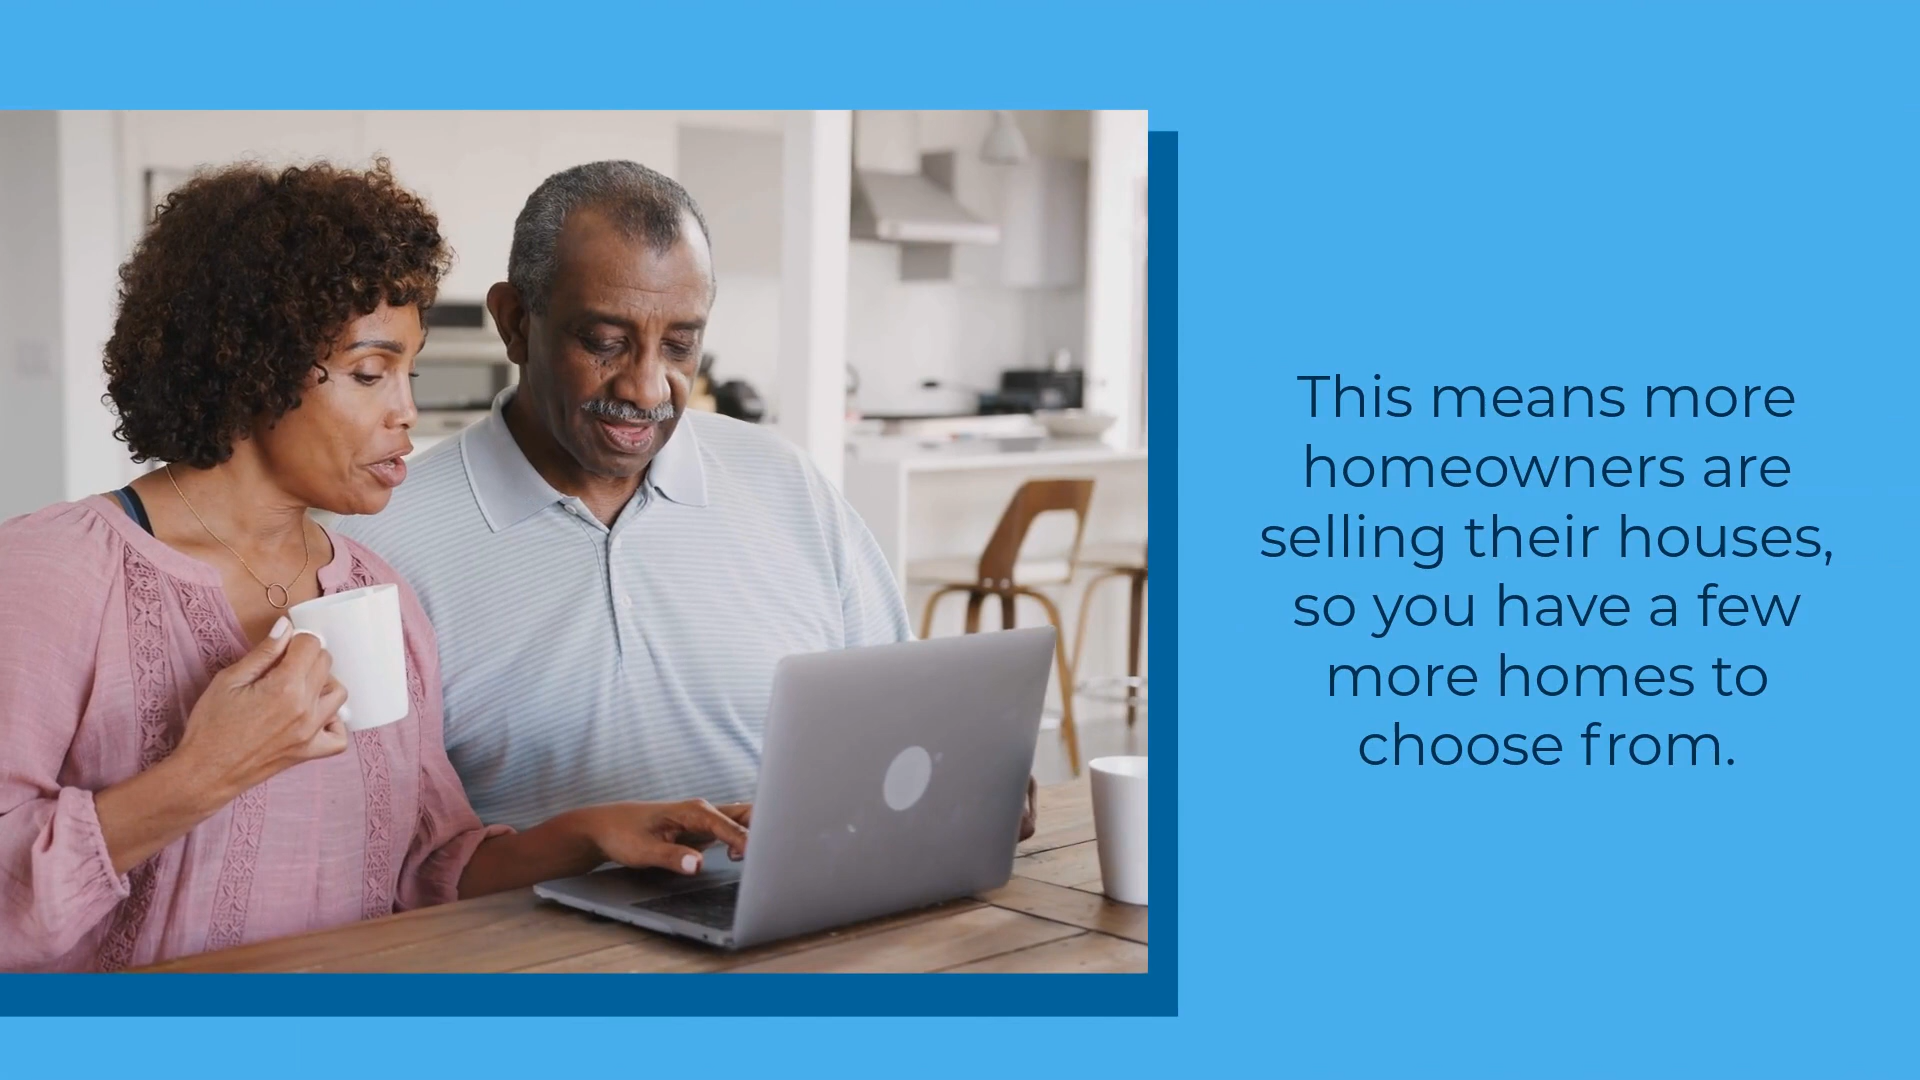 This means more
homeowners are
selling their houses,
so you have a few
more homes to
choose from.